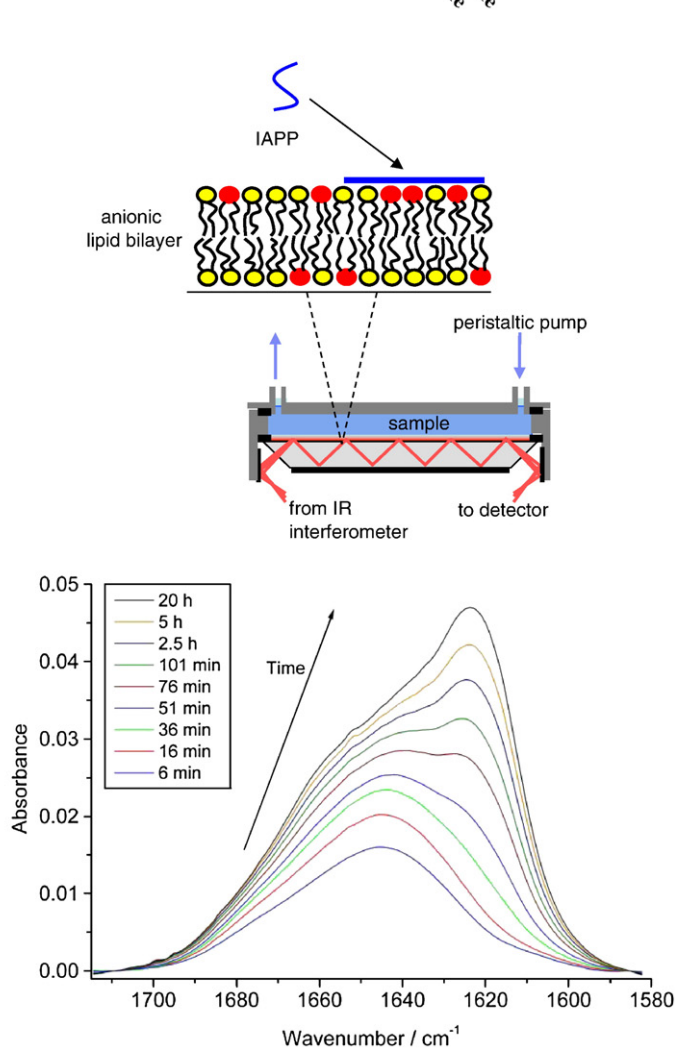 IAPP
anionic
lipid bilayer
peristaltic pump
sample
from IR
interferometer
to detector
0.05
0.04
0.03
0.02
0.01
0.00
Absorbance
20 h
5 h
2.5 h
101 min
76 min
51 min
36 min
16 min
6 min
Time
1700
1680
1660
1640
1620
1600
1580
Wavenumber / cm⁻¹